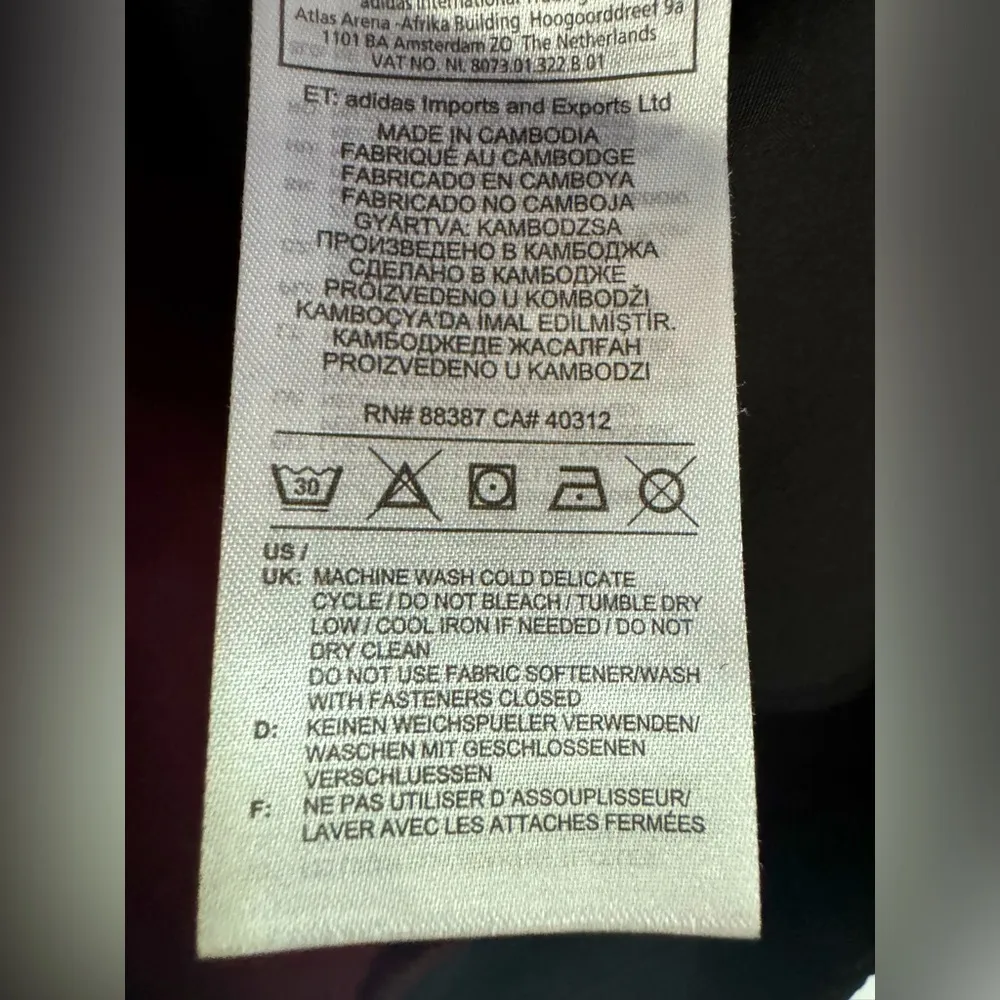 adidas International
Atlas Arena -Afrika Building Hoogoorddreef 9a
1101 BA Amsterdam ZO The Netherlands
VAT NO. NL 8073.01.322.B.01
ET: adidas Imports and Exports Ltd
MADE IN CAMBODIA
FABRIQUÉ AU CAMBODGE
FABRICADO EN CAMBOYA
FABRICADO NO CAMBOJA
GYÁRTVA: KAMBODZSA
ПРОИЗВЕДЕНО В КАМБОДЖА
СДЕЛАНО В КАМБОДЖЕ
PROIZVEDENO U KOMBODŽI
KAMBOÇYA'DA İMAL EDİLMİŞTİR.
КАМБОДЖЕДЕ ЖАСАЛҒАН
PROIZVEDENO U KAMBODZI
RN# 88387 CA# 40312
30
US /
UK: MACHINE WASH COLD DELICATE
CYCLE / DO NOT BLEACH / TUMBLE DRY
LOW / COOL IRON IF NEEDED / DO NOT
DRY CLEAN
DO NOT USE FABRIC SOFTENER/WASH
WITH FASTENERS CLOSED
D: KEINEN WEICHSPUELER VERWENDEN/
WASCHEN MIT GESCHLOSSENEN
VERSCHLUESSEN
F: NE PAS UTILISER D'ASSOUPLISSEUR/
LAVER AVEC LES ATTACHES FERMÉES